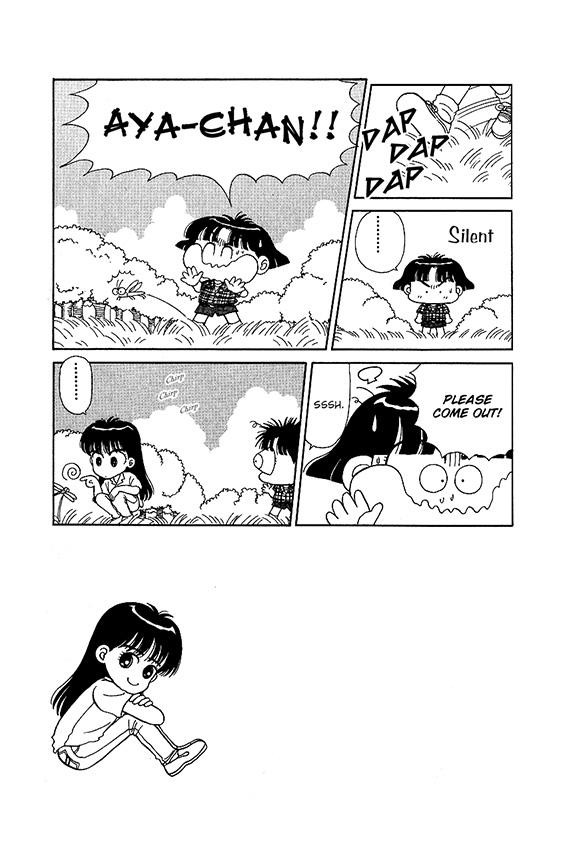 AYA-CHAN!!
DAP
DAP
DAP
Silent
Chirp
Chirp
Chirp
SSSH.
PLEASE
COME OUT!